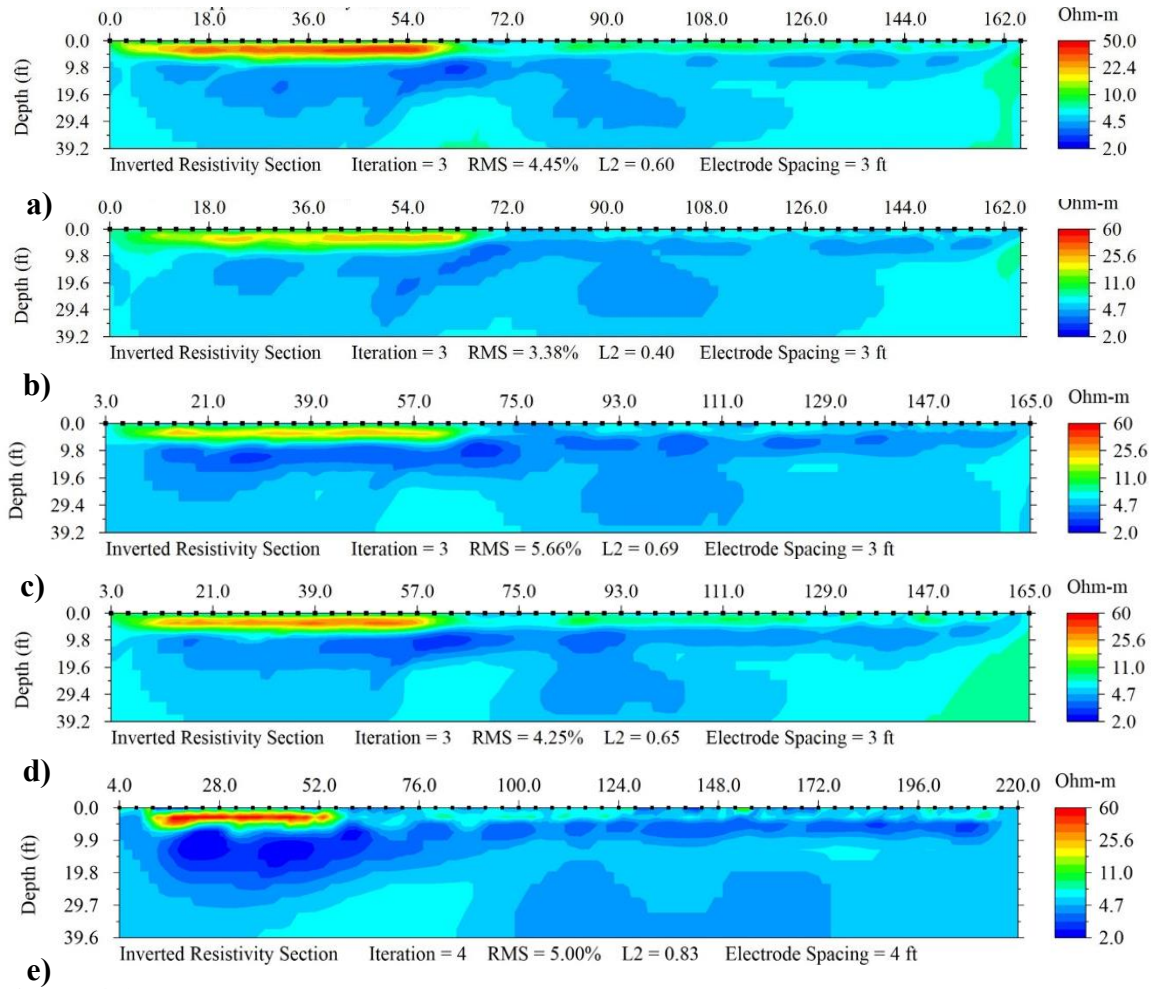 0.0 18.0 36.0 54.0 72.0 90.0 108.0 126.0 144.0 162.0 Ohm-m
Depth (ft)
0.0 50.0
9.8 22.4
19.6 10.0
29.4 4.5
39.2 2.0
Inverted Resistivity Section Iteration = 3 RMS = 4.45% L2 = 0.60 Electrode Spacing = 3 ft
a)
0.0 18.0 36.0 54.0 72.0 90.0 108.0 126.0 144.0 162.0 Ohm-m
Depth (ft)
0.0 60
9.8 25.6
19.6 11.0
29.4 4.7
39.2 2.0
Inverted Resistivity Section Iteration = 3 RMS = 3.38% L2 = 0.40 Electrode Spacing = 3 ft
b)
3.0 21.0 39.0 57.0 75.0 93.0 111.0 129.0 147.0 165.0 Ohm-m
Depth (ft)
0.0 60
9.8 25.6
19.6 11.0
29.4 4.7
39.2 2.0
Inverted Resistivity Section Iteration = 3 RMS = 5.66% L2 = 0.69 Electrode Spacing = 3 ft
c)
3.0 21.0 39.0 57.0 75.0 93.0 111.0 129.0 147.0 165.0 Ohm-m
Depth (ft)
0.0 60
9.8 25.6
19.6 11.0
29.4 4.7
39.2 2.0
Inverted Resistivity Section Iteration = 3 RMS = 4.25% L2 = 0.65 Electrode Spacing = 3 ft
d)
4.0 28.0 52.0 76.0 100.0 124.0 148.0 172.0 196.0 220.0 Ohm-m
Depth (ft)
0.0 60
9.9 25.6
19.8 11.0
29.7 4.7
39.6 2.0
Inverted Resistivity Section Iteration = 4 RMS = 5.00% L2 = 0.83 Electrode Spacing = 4 ft
e)